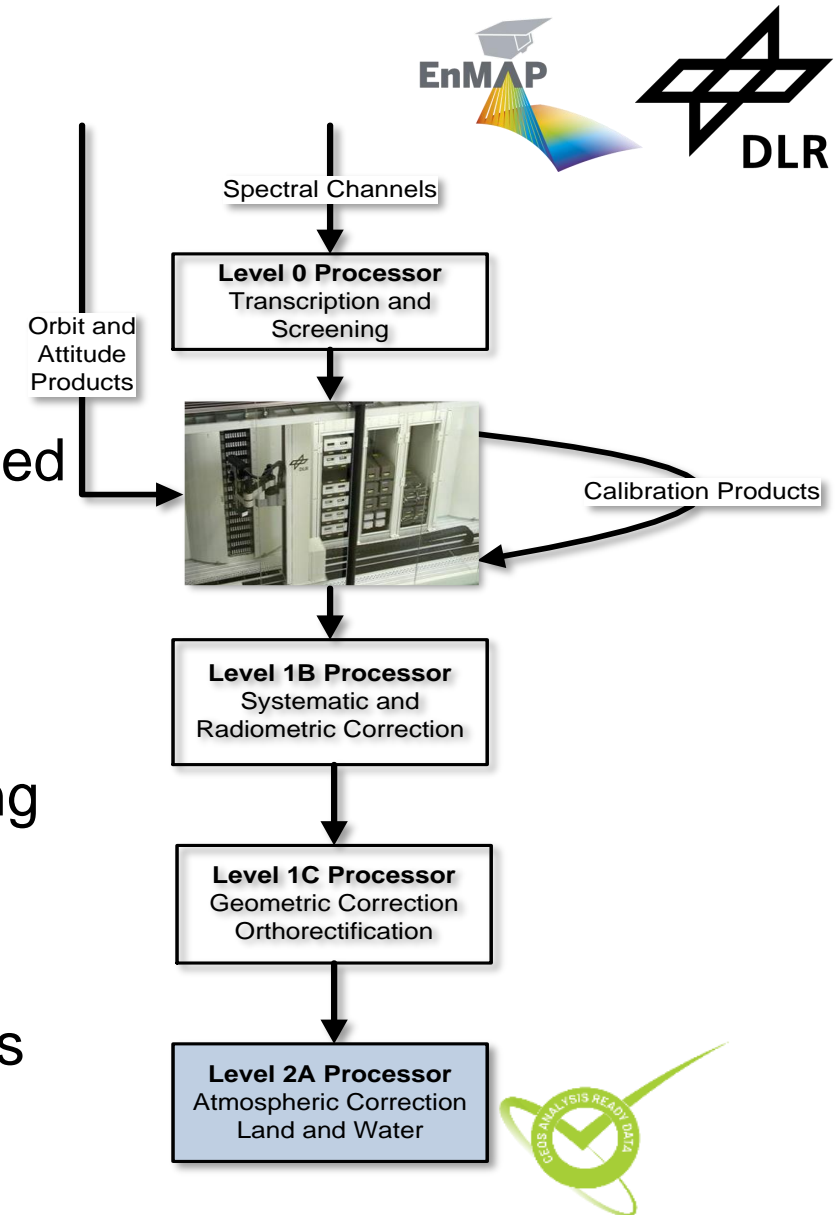 EnMAP
DLR
Spectral Channels
Level 0 Processor
Transcription and
Screening
Orbit and
Attitude
Products
ed
DLR
Calibration Products
Level 1B Processor
Systematic and
Radiometric Correction
ng
Level 1C Processor
Geometric Correction
Orthorectification
s
Level 2A Processor
Atmospheric Correction
Land and Water
CEOS ANALYSIS READY DATA